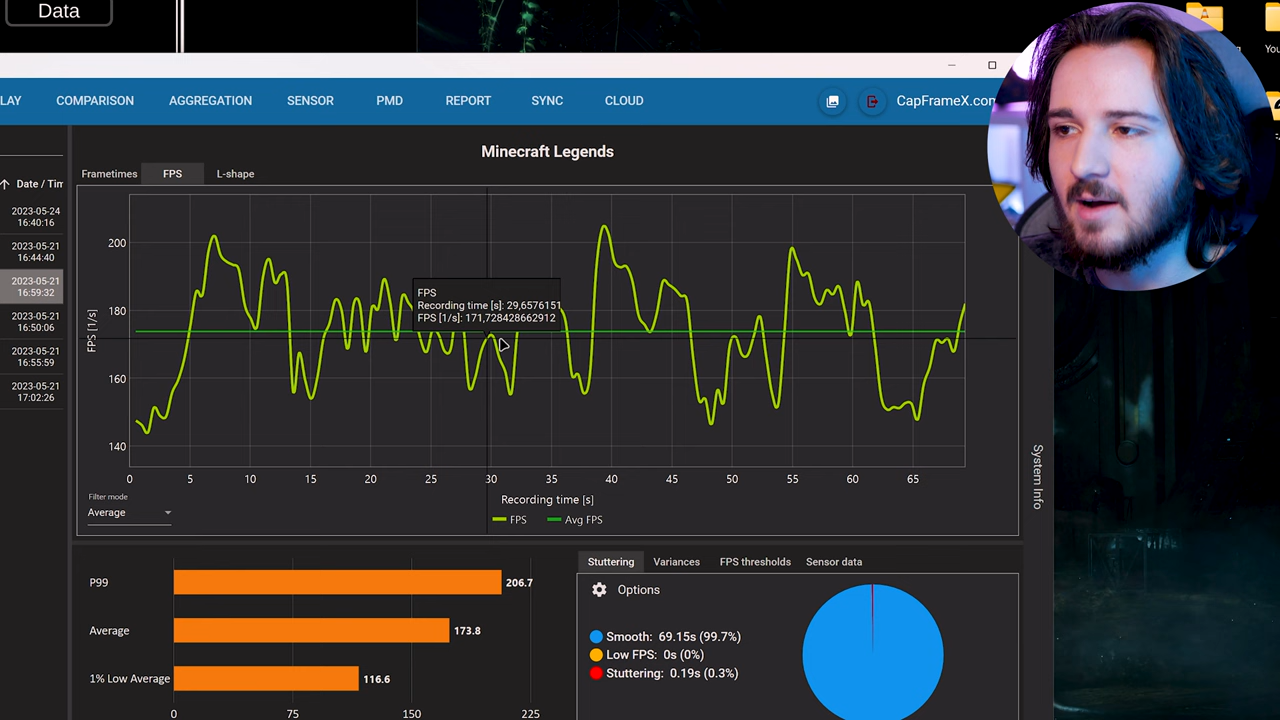 Data
LAY COMPARISON AGGREGATION SENSOR PMD REPORT SYNC CLOUD CapFrameX.com
Date / Tim
2023-05-24
16:40:16
2023-05-21
16:44:40
2023-05-21
16:59:32
2023-05-21
16:50:06
2023-05-21
16:55:59
2023-05-21
17:02:26
Minecraft Legends
Frametimes FPS L-shape
FPS [1/s]
200
180
160
140
FPS
Recording time [s]: 29,6576151
FPS [1/s]: 171,728428662912
0 5 10 15 20 25 30 35 40 45 50 55 60 65
Recording time [s]
FPS Avg FPS
Filter mode
Average
System Info
P99 206.7
Average 173.8
1% Low Average 116.6
0 75 150 225
Stuttering Variances FPS thresholds Sensor data
Options
Smooth: 69.15s (99.7%)
Low FPS: 0s (0%)
Stuttering: 0.19s (0.3%)